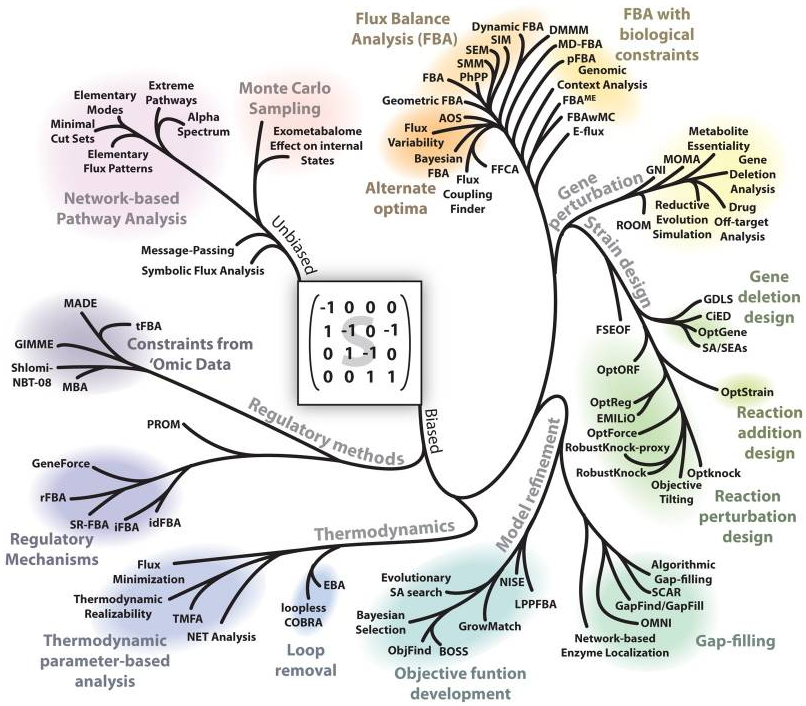 Flux Balance
Analysis (FBA)
Dynamic FBA
SIM
SEM
SMM
PhPP
FBA
Geometric FBA
DMMM
MD-FBA
pFBA
Genomic
Context Analysis
FBAᴹᴱ
FBAwMC
E-flux
FBA with
biological
constraints
AOS
Flux
Variability
Bayesian
FBA
Flux
Coupling
Finder
FFCA
Alternate
optima
Elementary
Modes
Extreme
Pathways
Minimal
Cut Sets
Alpha
Spectrum
Elementary
Flux Patterns
Network-based
Pathway Analysis
Monte Carlo
Sampling
Exometabalome
Effect on internal
States
Message-Passing
Symbolic Flux Analysis
Unbiased
Gene
perturbation
GNI
MOMA
Metabolite
Essentiality
Gene
Deletion
Analysis
ROOM
Reductive
Evolution
Simulation
Drug
Off-target
Analysis
Strain design
S
-1 0 0 0
1 -1 0 -1
0 1 -1 0
0 0 1 1
MADE
tFBA
GIMME
Shlomi-
NBT-08
MBA
Constraints from
'Omic Data
Gene
deletion
design
GDLS
CiED
OptGene
SA/SEAs
FSEOF
OptORF
OptStrain
Reaction
addition
design
OptReg
EMILiO
OptForce
RobustKnock-proxy
RobustKnock
Objective
Tilting
Optknock
Reaction
perturbation
design
Biased
Regulatory methods
PROM
GeneForce
rFBA
SR-FBA
iFBA
idFBA
Regulatory
Mechanisms
Thermodynamics
Flux
Minimization
Thermodynamic
Realizability
TMFA
NET Analysis
Thermodynamic
parameter-based
analysis
EBA
loopless
COBRA
Loop
removal
Model refinement
Evolutionary
SA search
NISE
LPPFBA
Bayesian
Selection
GrowMatch
ObjFind
BOSS
Objective funtion
development
Algorithmic
Gap-filling
SCAR
GapFind/GapFill
OMNI
Network-based
Enzyme Localization
Gap-filling